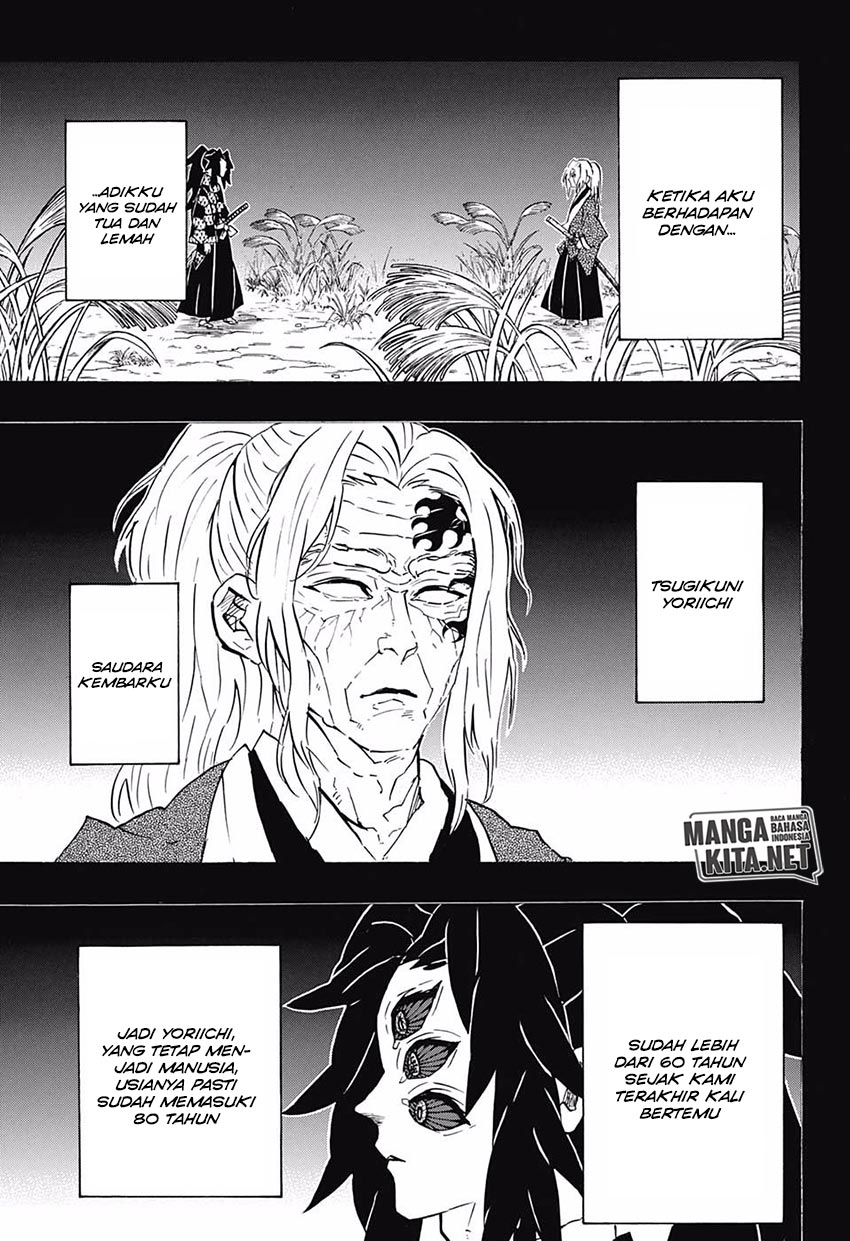 KETIKA AKU
BERHADAPAN
DENGAN...
...ADIKKU
YANG SUDAH
TUA DAN
LEMAH
TSUGIKUNI
YORIICHI
SAUDARA
KEMBARKU
MANGA
KITA.NET
BACA MANGA
BAHASA
INDONESIA
SUDAH LEBIH
DARI 60 TAHUN
SEJAK KAMI
TERAKHIR KALI
BERTEMU
JADI YORIICHI,
YANG TETAP MEN-
JADI MANUSIA,
USIANYA PASTI
SUDAH MEMASUKI
80 TAHUN